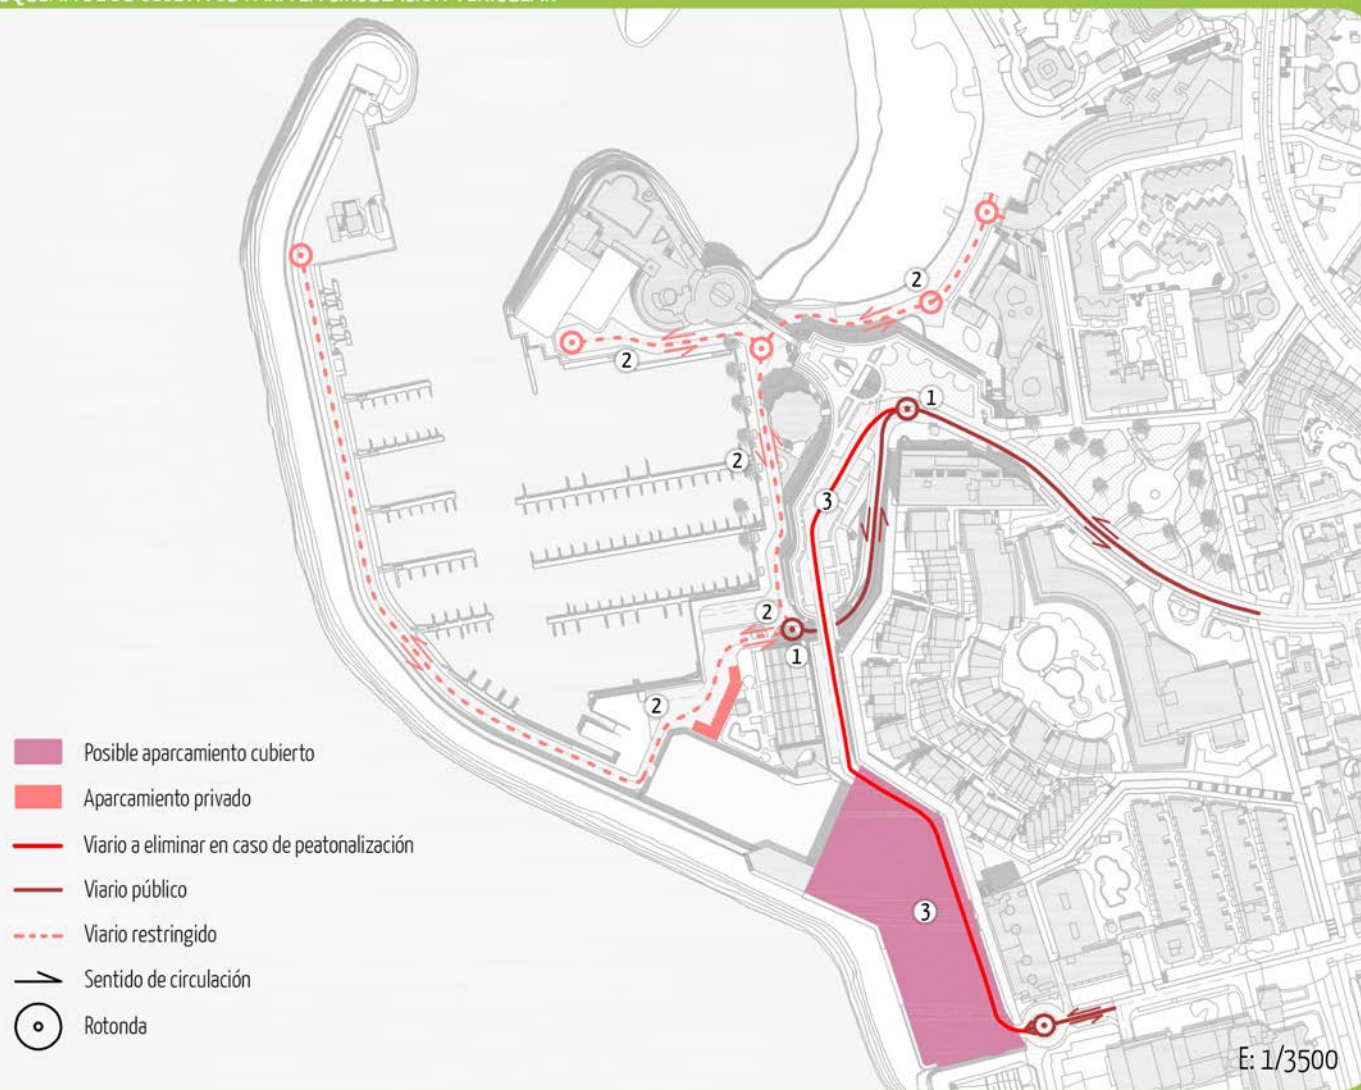 2
1
2
2
3
2
2
1
2
3
Posible aparcamiento cubierto
Aparcamiento privado
Viario a eliminar en caso de peatonalización
Viario público
Viario restringido
Sentido de circulación
Rotonda
E: 1/3500